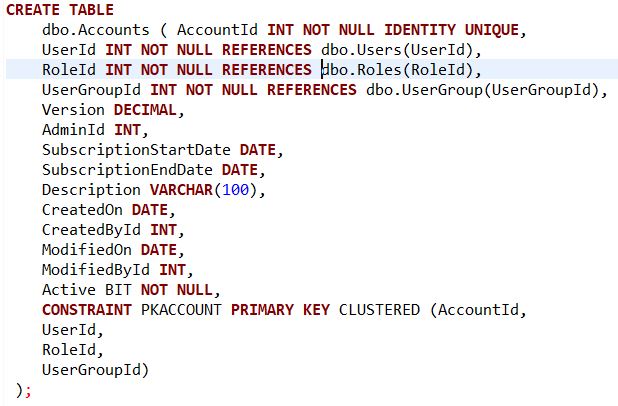 CREATE TABLE
dbo.Accounts ( AccountId INT NOT NULL IDENTITY UNIQUE,
UserId INT NOT NULL REFERENCES dbo.Users(UserId),
RoleId INT NOT NULL REFERENCES dbo.Roles(RoleId),
UserGroupId INT NOT NULL REFERENCES dbo.UserGroup(UserGroupId),
Version DECIMAL,
AdminId INT,
SubscriptionStartDate DATE,
SubscriptionEndDate DATE,
Description VARCHAR(100),
CreatedOn DATE,
CreatedById INT,
ModifiedOn DATE,
ModifiedById INT,
Active BIT NOT NULL,
CONSTRAINT PKACCOUNT PRIMARY KEY CLUSTERED (AccountId,
UserId,
RoleId,
UserGroupId)
);